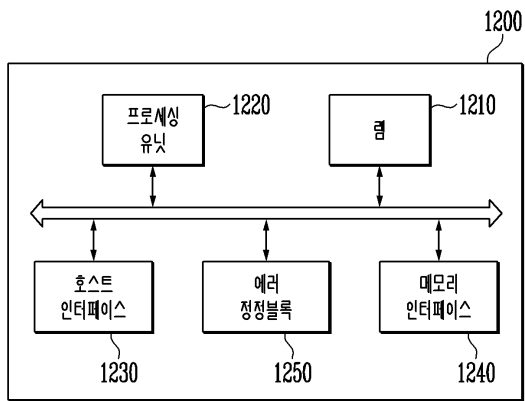 1200
프로세싱
유닛
1220
램
1210
호스트
인터페이스
1230
에러
정정블록
1250
메모리
인터페이스
1240